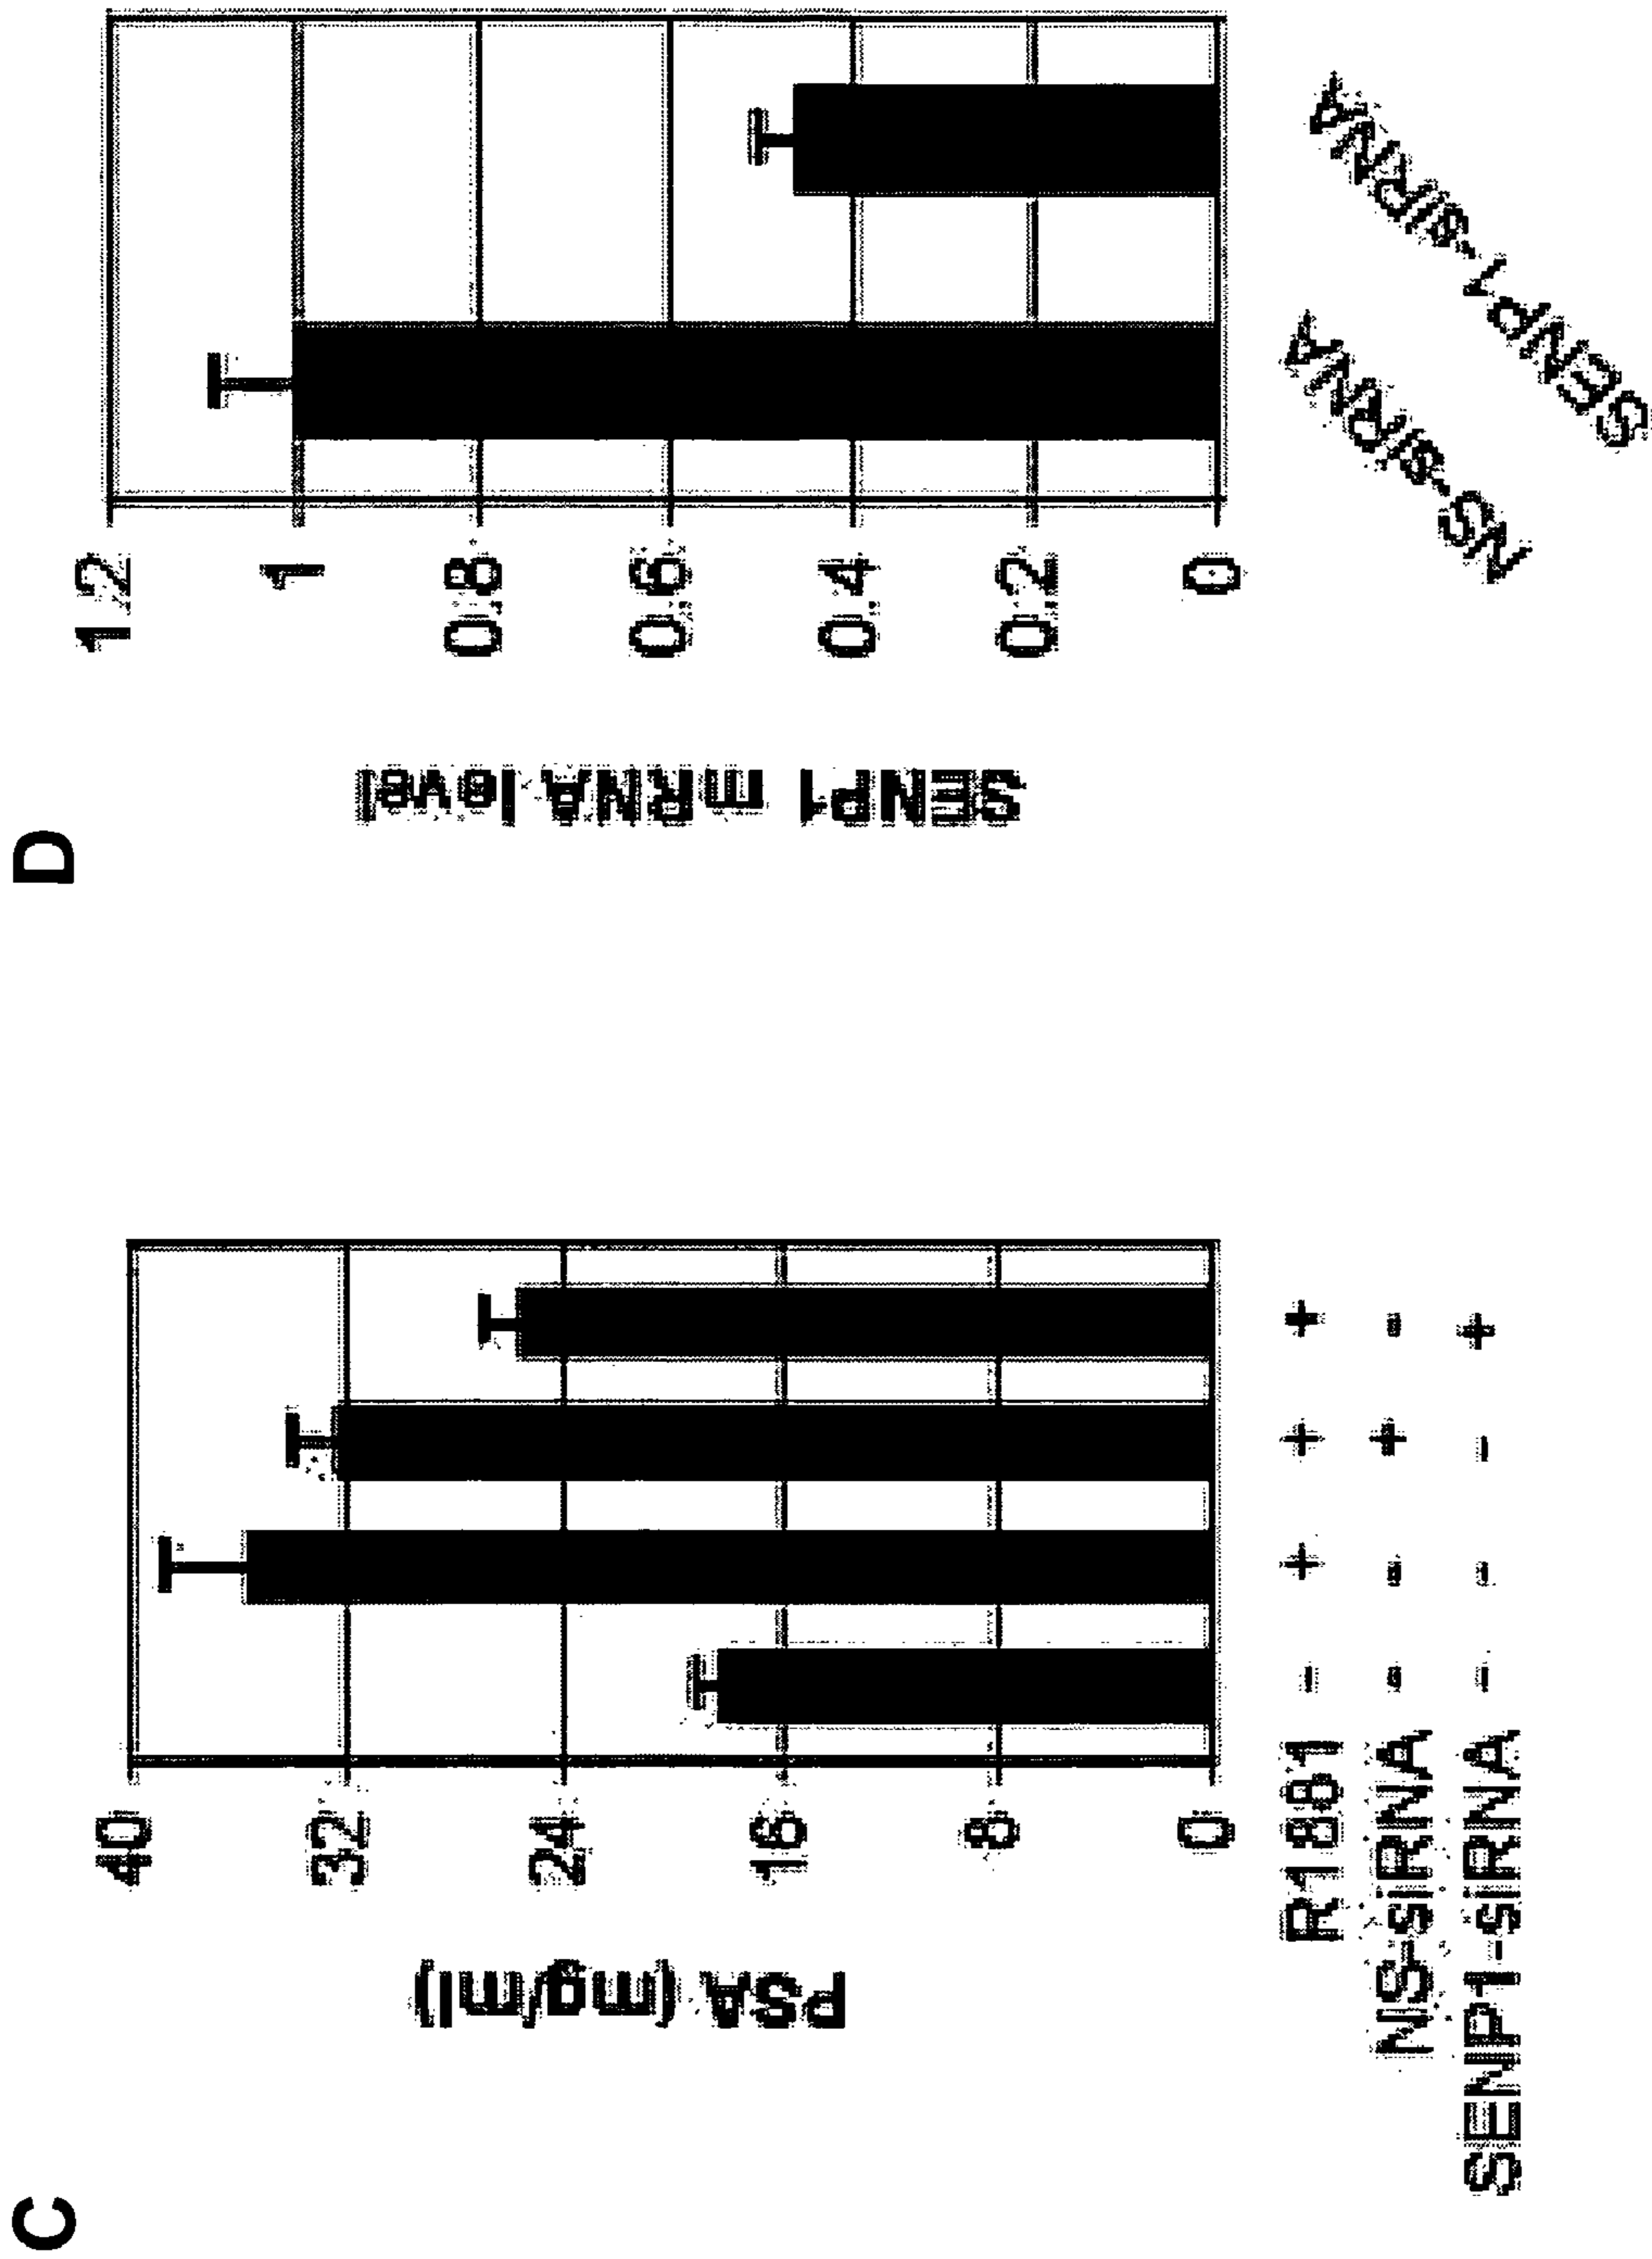 C
PSA (mg/ml)
40
32
24
16
8
0
R1881 - + + +
NS-siRNA - - + -
SENP1-siRNA - - - +
D
SENP1 mRNA level
1.2
1
0.8
0.6
0.4
0.2
0
NS-siRNA
SENP1-siRNA